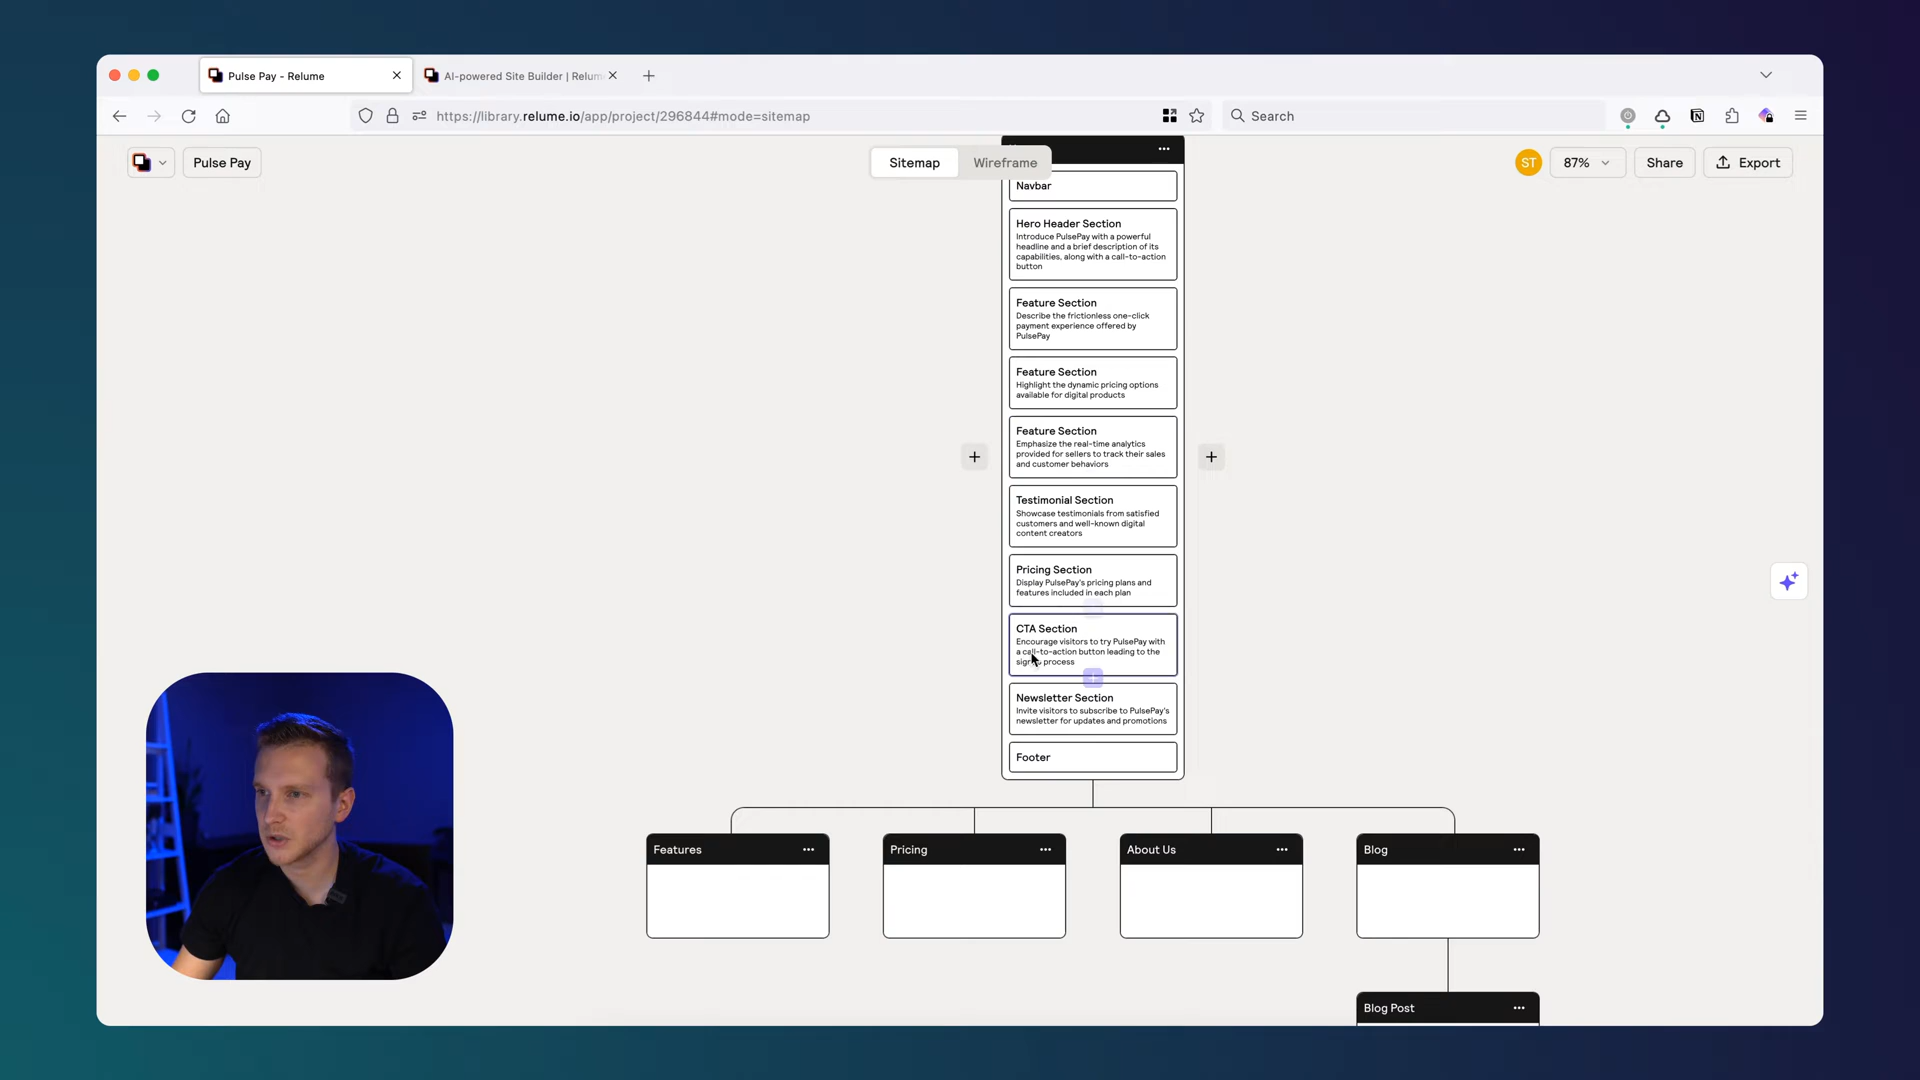 Pulse Pay - Relume
AI-powered Site Builder | Relum
https://library.relume.io/app/project/296844#mode=sitemap
Search
Pulse Pay
Sitemap
Wireframe
ST
87%
Share
Export
Navbar
Hero Header Section
Introduce PulsePay with a powerful
headline and a brief description of its
capabilities, along with a call-to-action
button
Feature Section
Describe the frictionless one-click
payment experience offered by
PulsePay
Feature Section
Highlight the dynamic pricing options
available for digital products
Feature Section
Emphasize the real-time analytics
provided for sellers to track their sales
and customer behaviors
Testimonial Section
Showcase testimonials from satisfied
customers and well-known digital
content creators
Pricing Section
Display PulsePay's pricing plans and
features included in each plan
CTA Section
Encourage visitors to try PulsePay with
a call-to-action button leading to the
process
Newsletter Section
Invite visitors to subscribe to PulsePay's
newsletter for updates and promotions
Footer
Features
Pricing
About Us
Blog
Blog Post